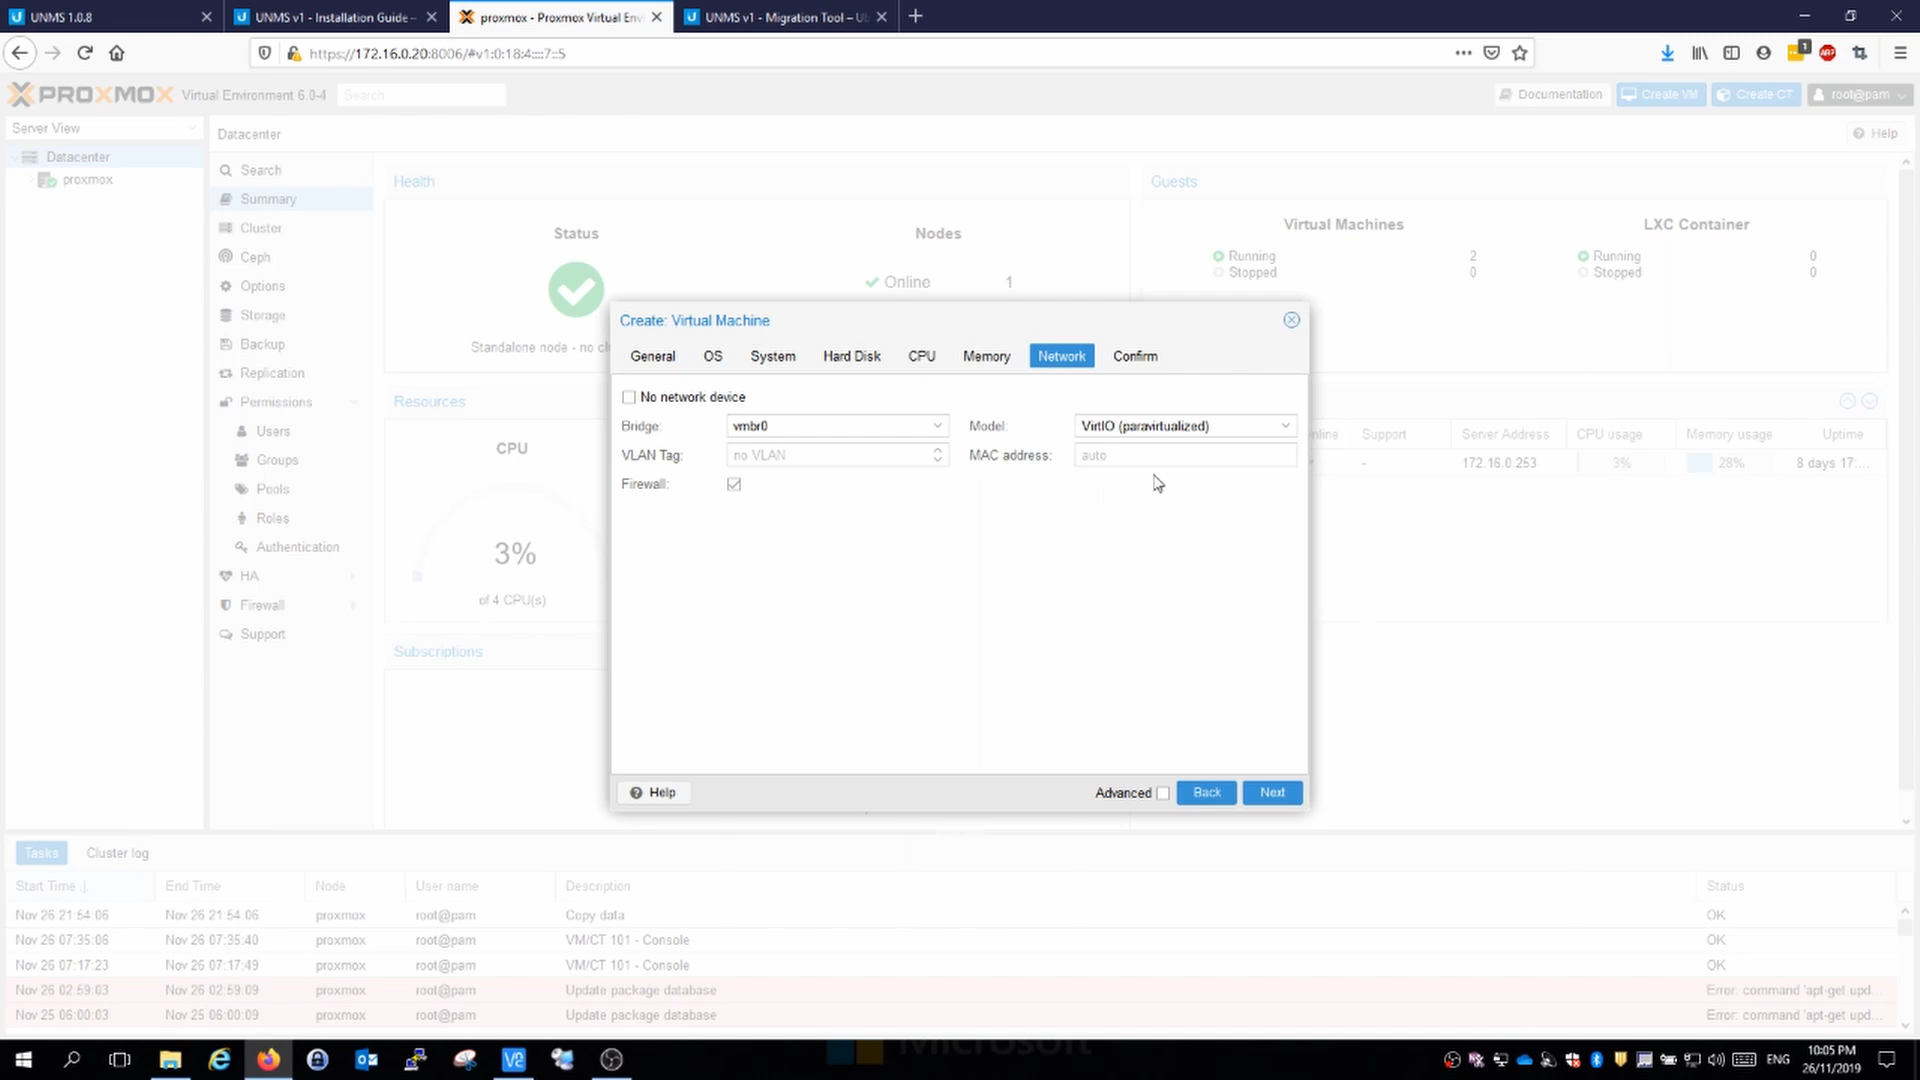 UNMS 1.0.8
UNMS v1 - Installation Guide –
proxmox - Proxmox Virtual Envi
UNMS v1 - Migration Tool – Ub
https://172.16.0.20:8006/#v1:0:18:4::::7::5
1
PROXMOX Virtual Environment 6.0-4 Search
Documentation Create VM Create CT root@pam
Server View
Datacenter
proxmox
Datacenter
Help
Search
Summary
Cluster
Ceph
Options
Storage
Backup
Replication
Permissions
Users
Groups
Pools
Roles
Authentication
HA
Firewall
Support
Health
Status Nodes
Online 1
Standalone node - no cl
Guests
Virtual Machines LXC Container
Running 2 Running 0
Stopped 0 Stopped 0
Resources
CPU
3%
of 4 CPU(s)
Subscriptions
Support Server Address CPU usage Memory usage Uptime
- 172.16.0.253 3% 28% 8 days 17:...
Create: Virtual Machine
General OS System Hard Disk CPU Memory Network Confirm
No network device
Bridge: vmbr0 Model: VirtIO (paravirtualized)
VLAN Tag: no VLAN MAC address: auto
Firewall:
Help Advanced Back Next
Tasks Cluster log
Start Time End Time Node User name Description Status
Nov 26 21:54:06 Nov 26 21:54:06 proxmox root@pam Copy data OK
Nov 26 07:35:06 Nov 26 07:35:40 proxmox root@pam VM/CT 101 - Console OK
Nov 26 07:17:23 Nov 26 07:17:49 proxmox root@pam VM/CT 101 - Console OK
Nov 26 02:59:03 Nov 26 02:59:09 proxmox root@pam Update package database Error: command 'apt-get upd...
Nov 25 06:00:03 Nov 25 06:00:09 proxmox root@pam Update package database Error: command 'apt-get upd...
Microsoft
ENG
10:05 PM
26/11/2019